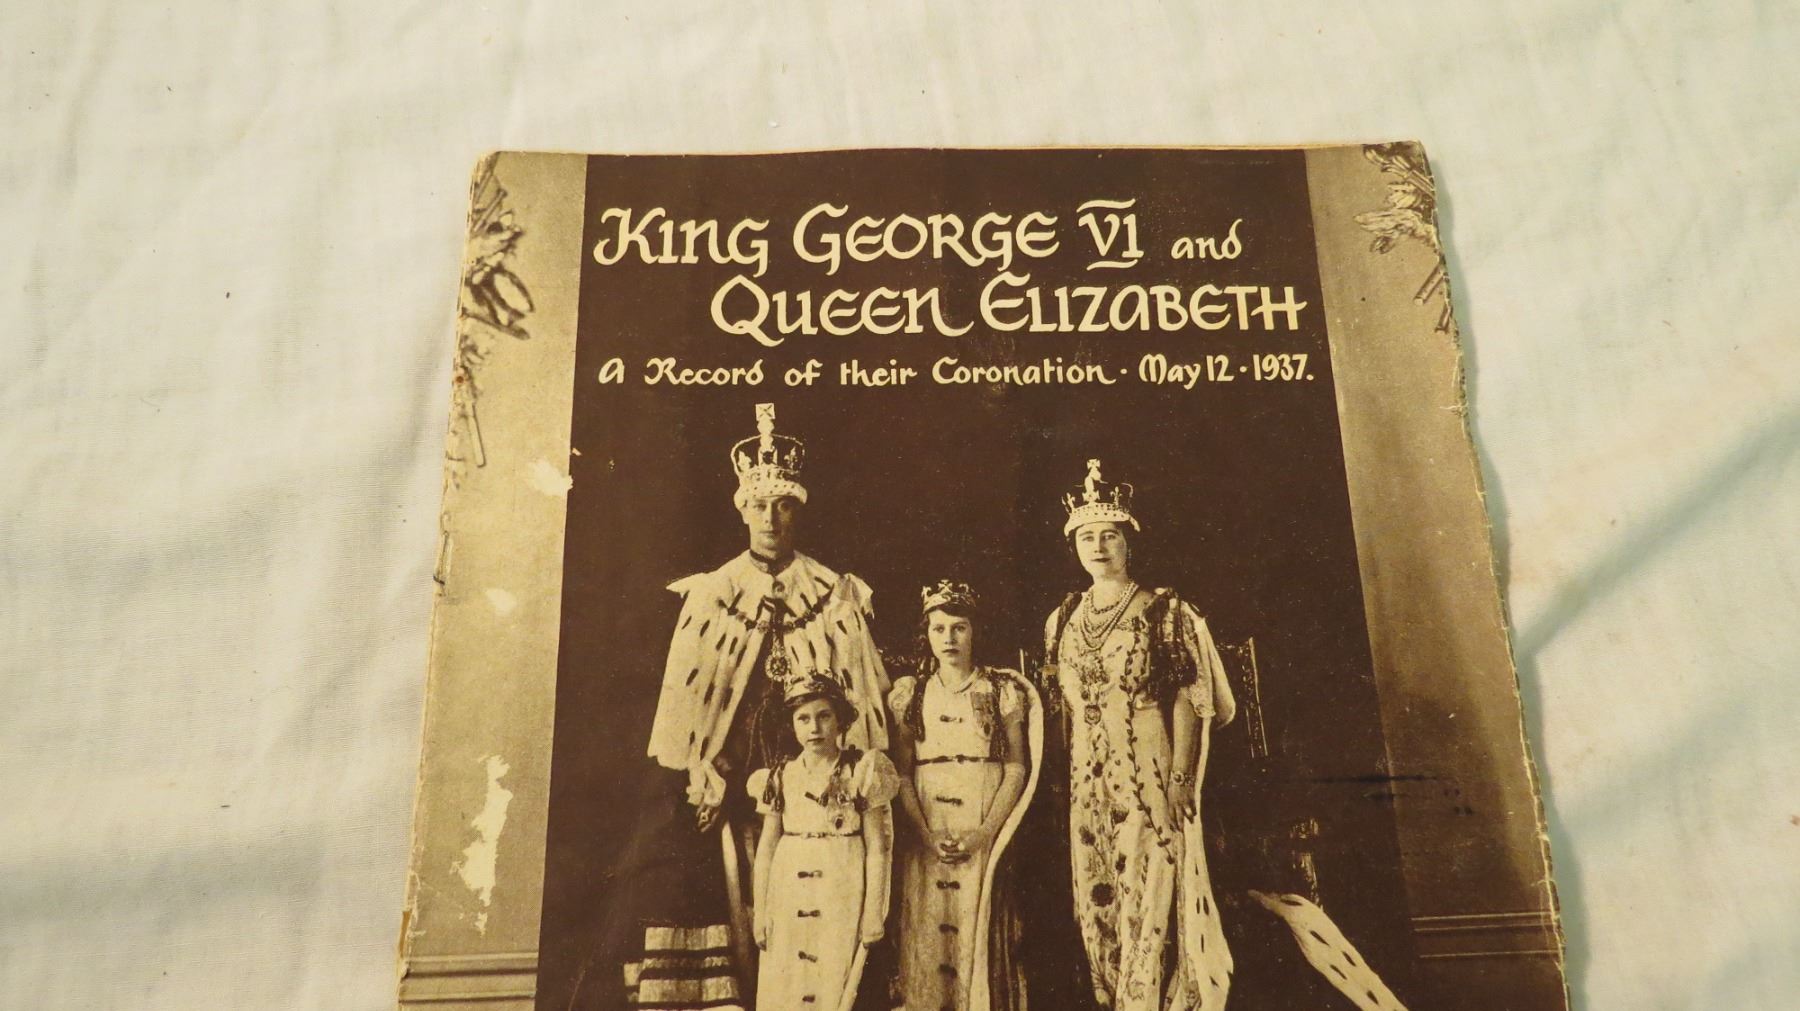 King George VI and
Queen Elizabeth
A Record of their Coronation · May 12 · 1937.